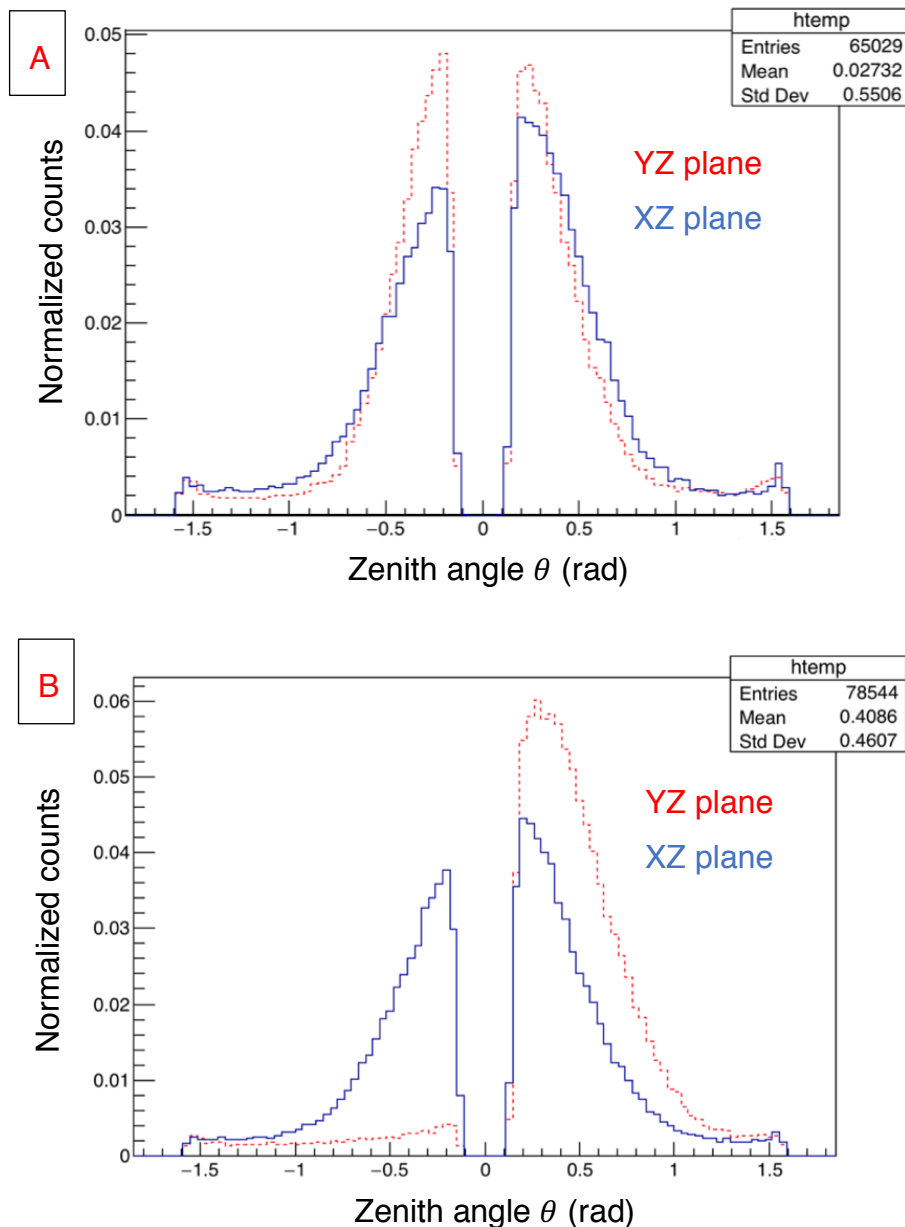 A
htemp
Entries 65029
Mean 0.02732
Std Dev 0.5506
YZ plane
XZ plane
Normalized counts
0.05
0.04
0.03
0.02
0.01
0
−1.5 −1 −0.5 0 0.5 1 1.5
Zenith angle θ (rad)
B
htemp
Entries 78544
Mean 0.4086
Std Dev 0.4607
YZ plane
XZ plane
Normalized counts
0.06
0.05
0.04
0.03
0.02
0.01
0
−1.5 −1 −0.5 0 0.5 1 1.5
Zenith angle θ (rad)